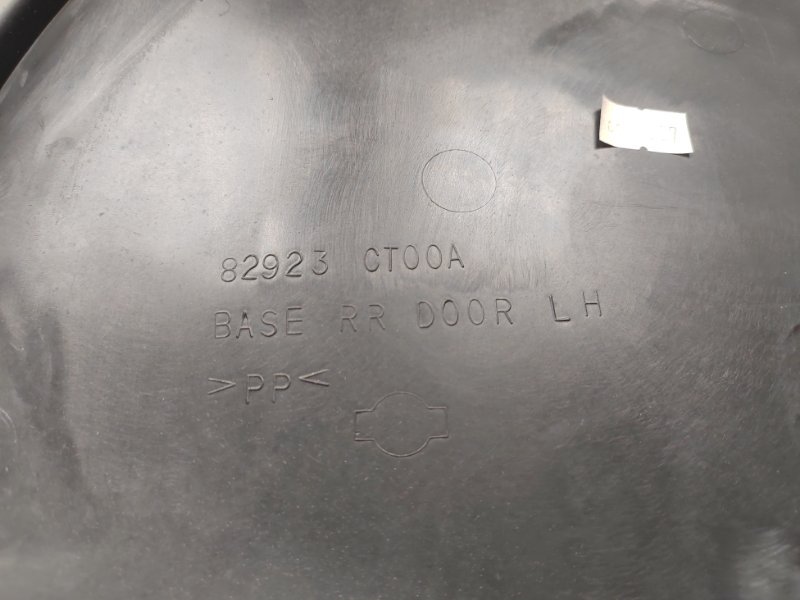 82923 CT00A
BASE RR DOOR LH
>PP<